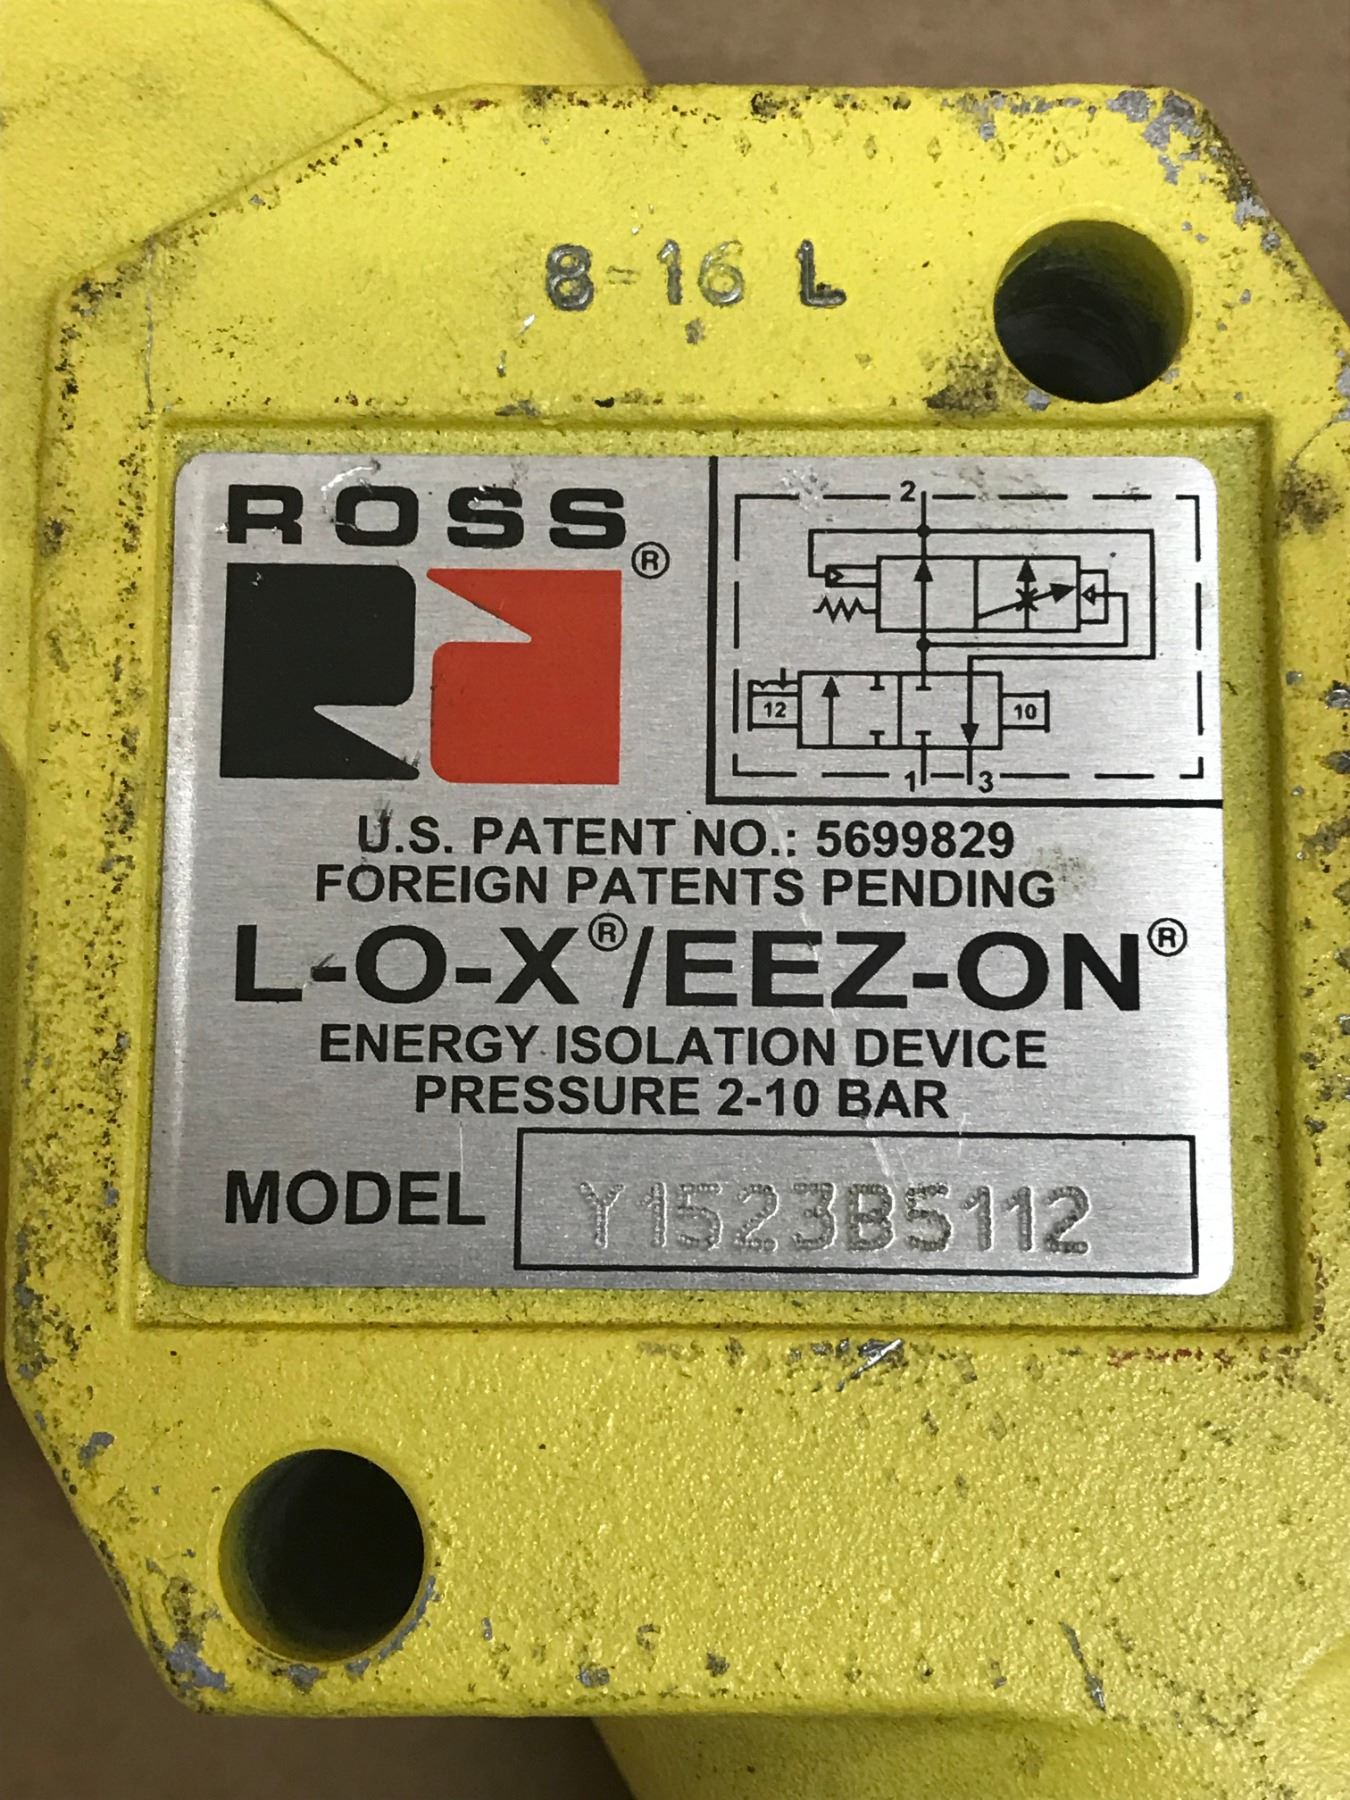 8-16 L
ROSS®
2
12
10
1 3
U.S. PATENT NO.: 5699829
FOREIGN PATENTS PENDING
L-O-X®/EEZ-ON®
ENERGY ISOLATION DEVICE
PRESSURE 2-10 BAR
MODEL Y1523B5112